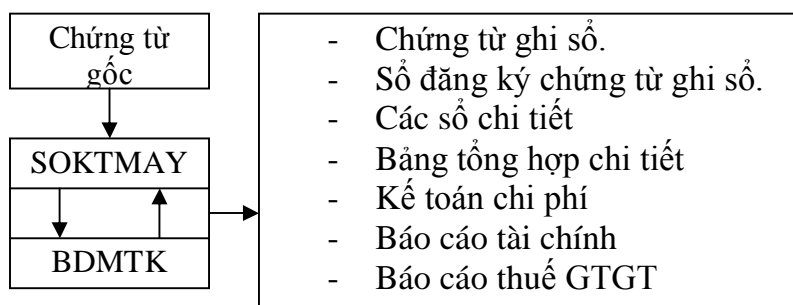 Chứng từ
gốc
SOKTMAY
BDMTK
- Chứng từ ghi sổ.
- Sổ đăng ký chứng từ ghi sổ.
- Các sổ chi tiết
- Bảng tổng hợp chi tiết
- Kế toán chi phí
- Báo cáo tài chính
- Báo cáo thuế GTGT